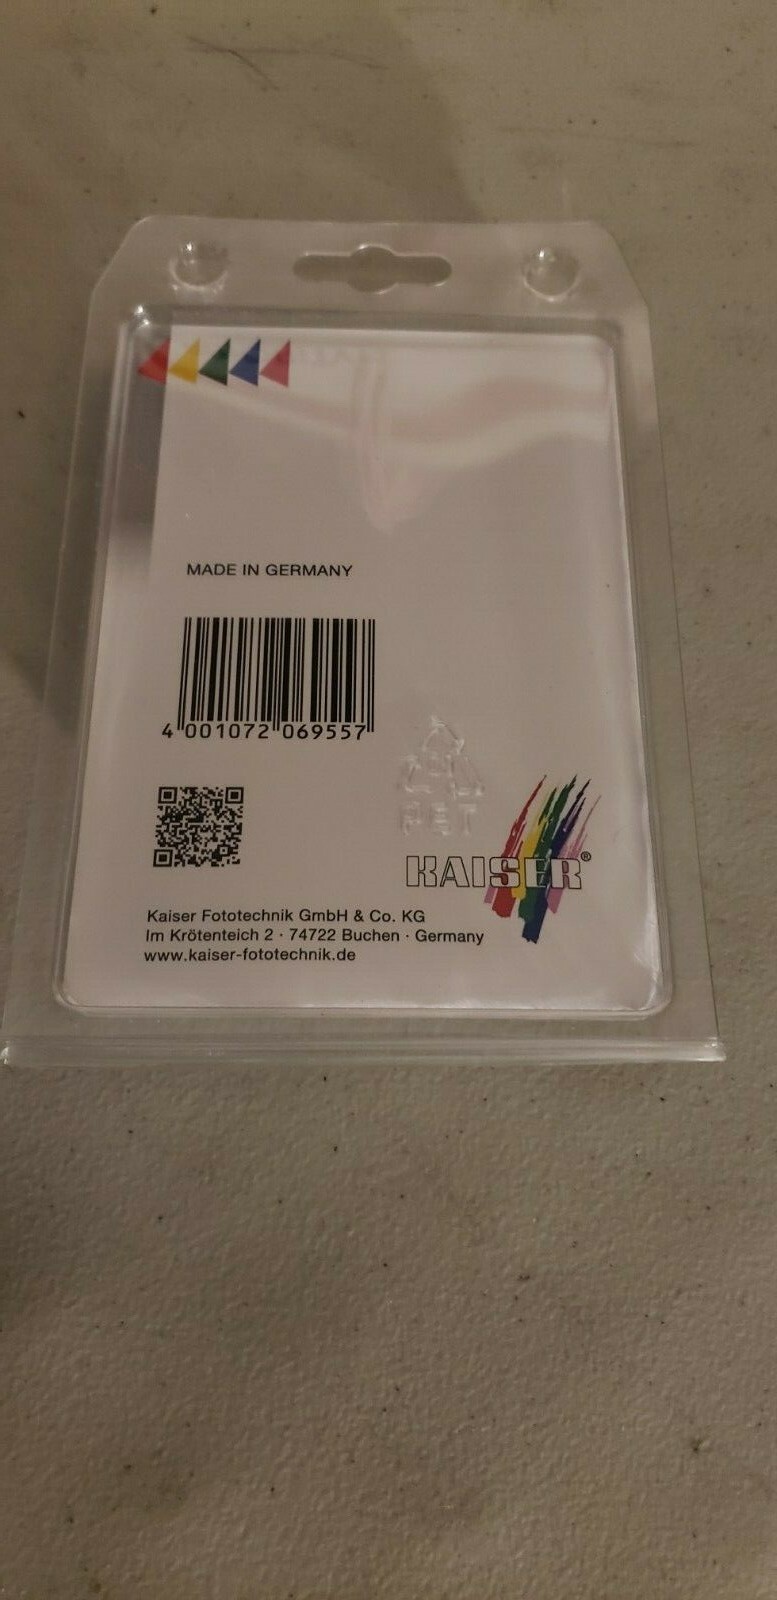 MADE IN GERMANY
4 001072 069557
PET
KAISER®
Kaiser Fototechnik GmbH & Co. KG
Im Krötenteich 2 · 74722 Buchen · Germany
www.kaiser-fototechnik.de